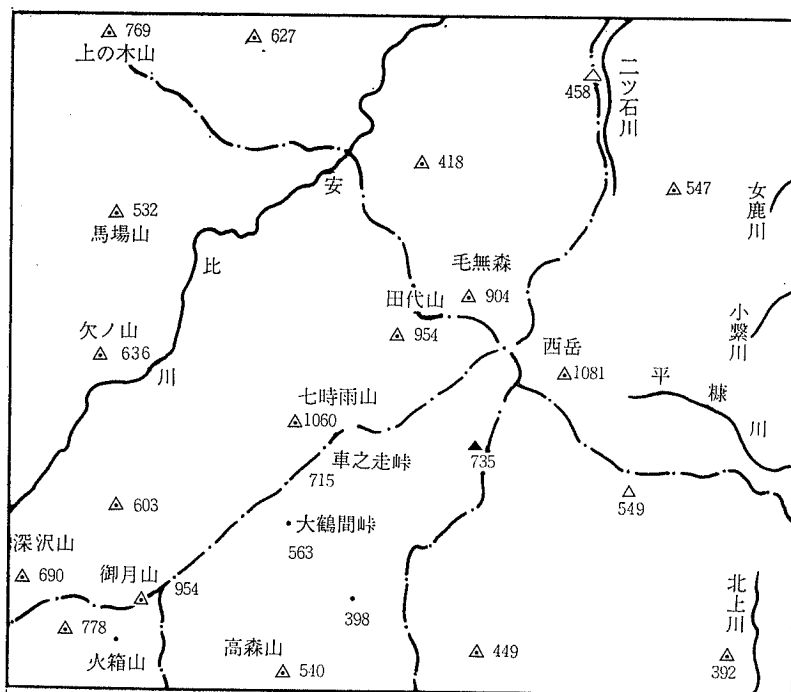 769
627
上の木山
458
二ツ石川
安比川
418
547
女鹿川
532
馬場山
毛無森
904
田代山
954
小繋川
欠ノ山
636
西岳
1081
平糠川
七時雨山
1060
車之走峠
715
735
549
603
大鶴間峠
563
深沢山
690
御月山
954
398
北上川
778
火箱山
高森山
540
449
392